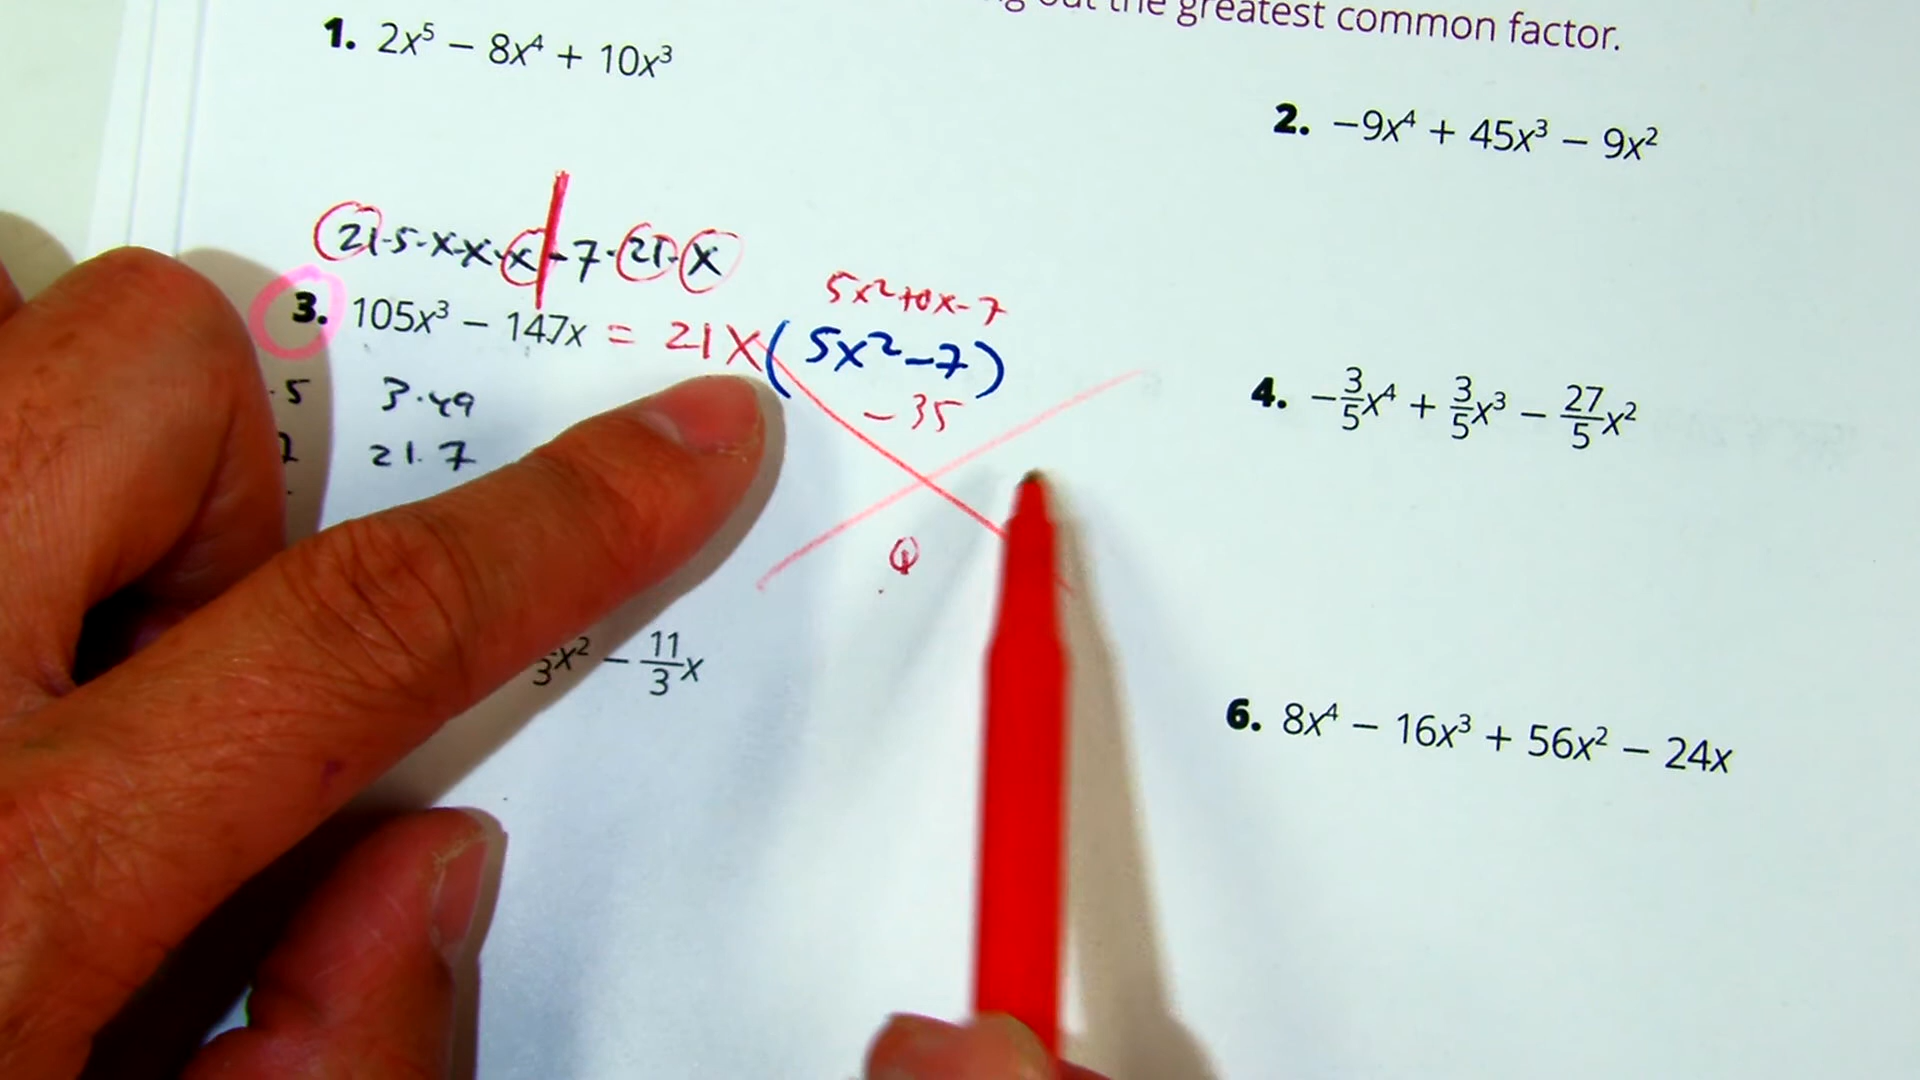 out the greatest common factor.
1. 2x⁵ − 8x⁴ + 10x³
2. −9x⁴ + 45x³ − 9x²
21·5·x·x·x − 7·21·x
5x²+0x−7
3. 105x³ − 147x = 21x(5x²−7)
−35
·5 3·49
21·7
0
4. −3/5x⁴ + 3/5x³ − 27/5x²
3x² − 11/3x
6. 8x⁴ − 16x³ + 56x² − 24x